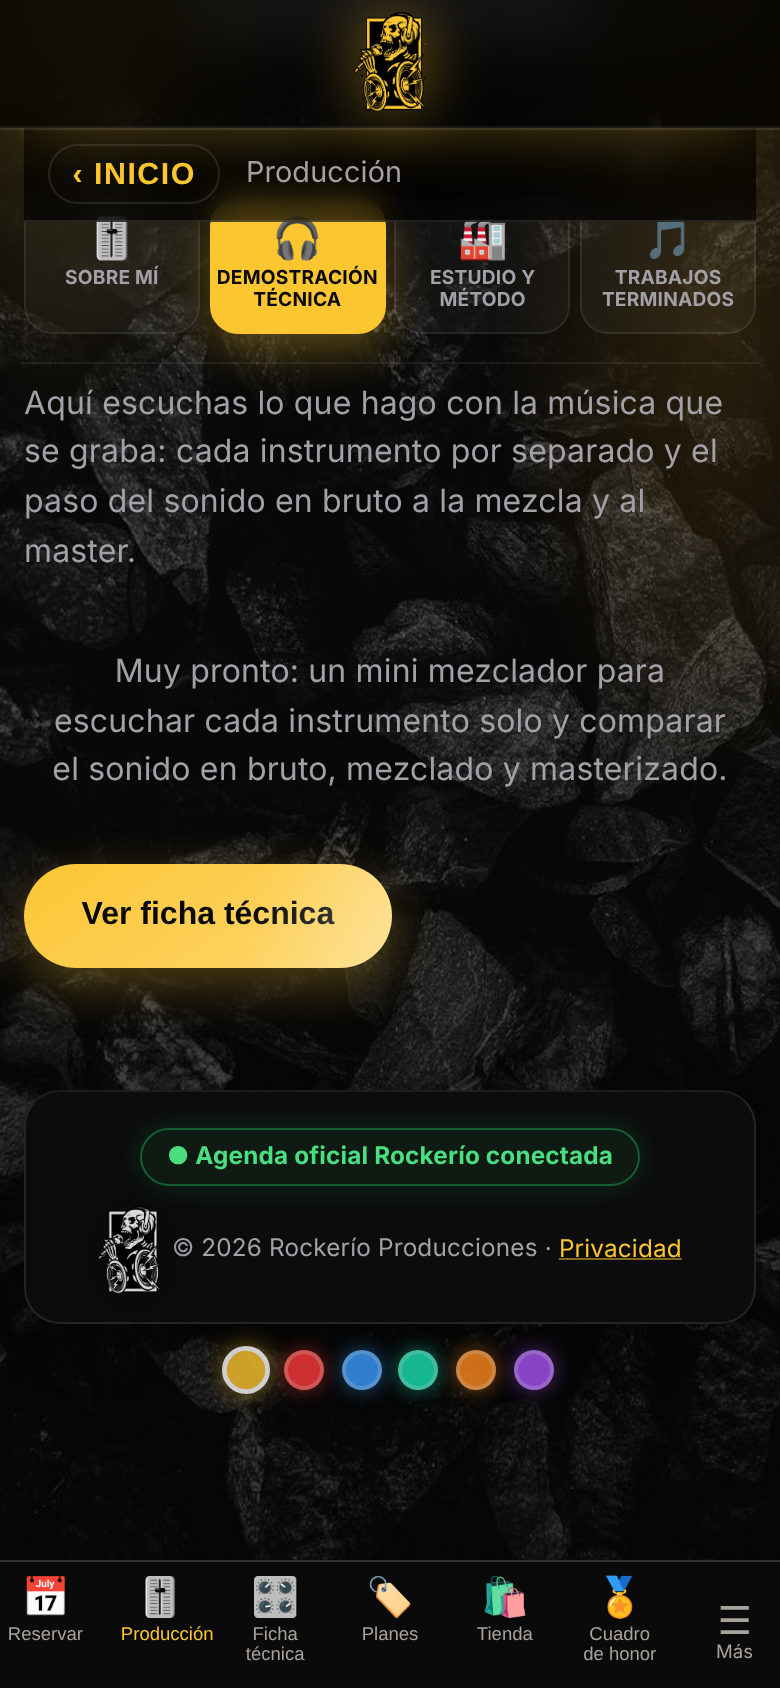 ‹ INICIO
Producción
SOBRE MÍ
DEMOSTRACIÓN
TÉCNICA
ESTUDIO Y
MÉTODO
TRABAJOS
TERMINADOS
Aquí escuchas lo que hago con la música que
se graba: cada instrumento por separado y el
paso del sonido en bruto a la mezcla y al
master.
Muy pronto: un mini mezclador para
escuchar cada instrumento solo y comparar
el sonido en bruto, mezclado y masterizado.
Ver ficha técnica
Agenda oficial Rockerío conectada
© 2026 Rockerío Producciones · Privacidad
July
17
Reservar
Producción
Ficha
técnica
Planes
Tienda
Cuadro
de honor
Más